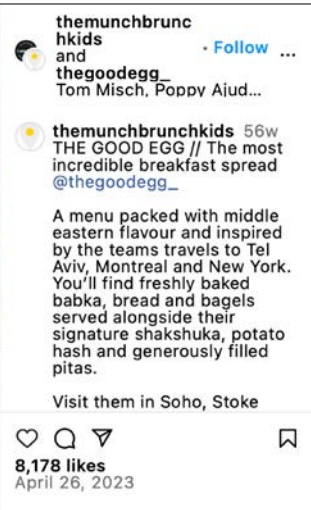 themunchbrunc
hkids
and
thegoodegg_
• Follow ...
Tom Misch, Poppy Ajud...
themunchbrunchkids 56w
THE GOOD EGG // The most
incredible breakfast spread
@thegoodegg_
A menu packed with middle
eastern flavour and inspired
by the teams travels to Tel
Aviv, Montreal and New York.
You'll find freshly baked
babka, bread and bagels
served alongside their
signature shakshuka, potato
hash and generously filled
pitas.
Visit them in Soho, Stoke
8,178 likes
April 26, 2023